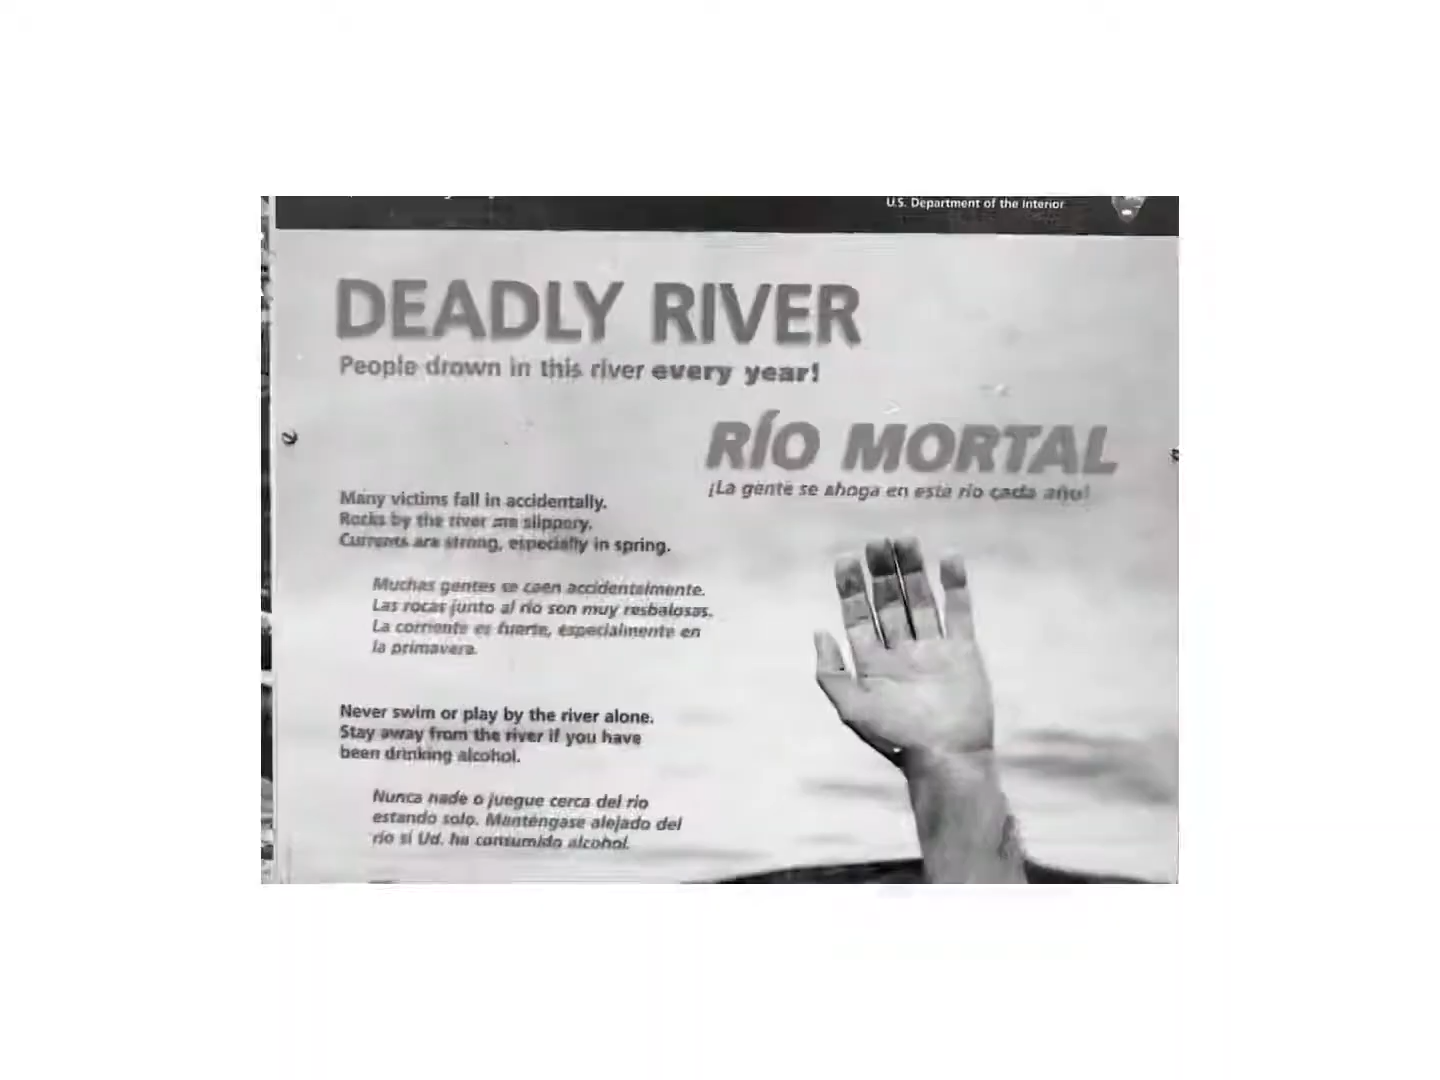 U.S. Department of the Interior
DEADLY RIVER
People drown in this river every year!
RÍO MORTAL
¡La gente se ahoga en este río cada año!
Many victims fall in accidentally.
Rocks by the river are slippery.
Currents are strong, especially in spring.
Muchas gentes se caen accidentalmente.
Las rocas junto al río son muy resbalosas.
La corriente es fuerte, especialmente en
la primavera.
Never swim or play by the river alone.
Stay away from the river if you have
been drinking alcohol.
Nunca nade o juegue cerca del río
estando solo. Manténgase alejado del
río si Ud. ha consumido alcohol.